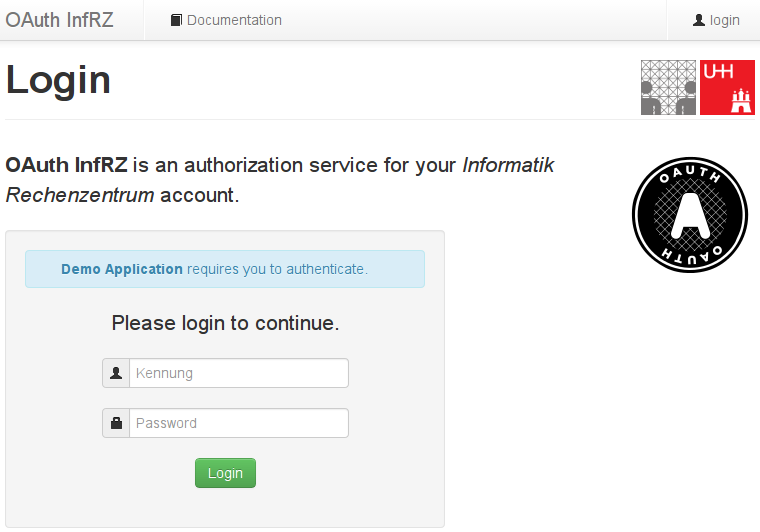 OAuth InfRZ
Documentation
login
Login
UHH
OAuth InfRZ is an authorization service for your Informatik
Rechenzentrum account.
OAUTH
A
OAUTH
Demo Application requires you to authenticate.
Please login to continue.
Kennung
Password
Login